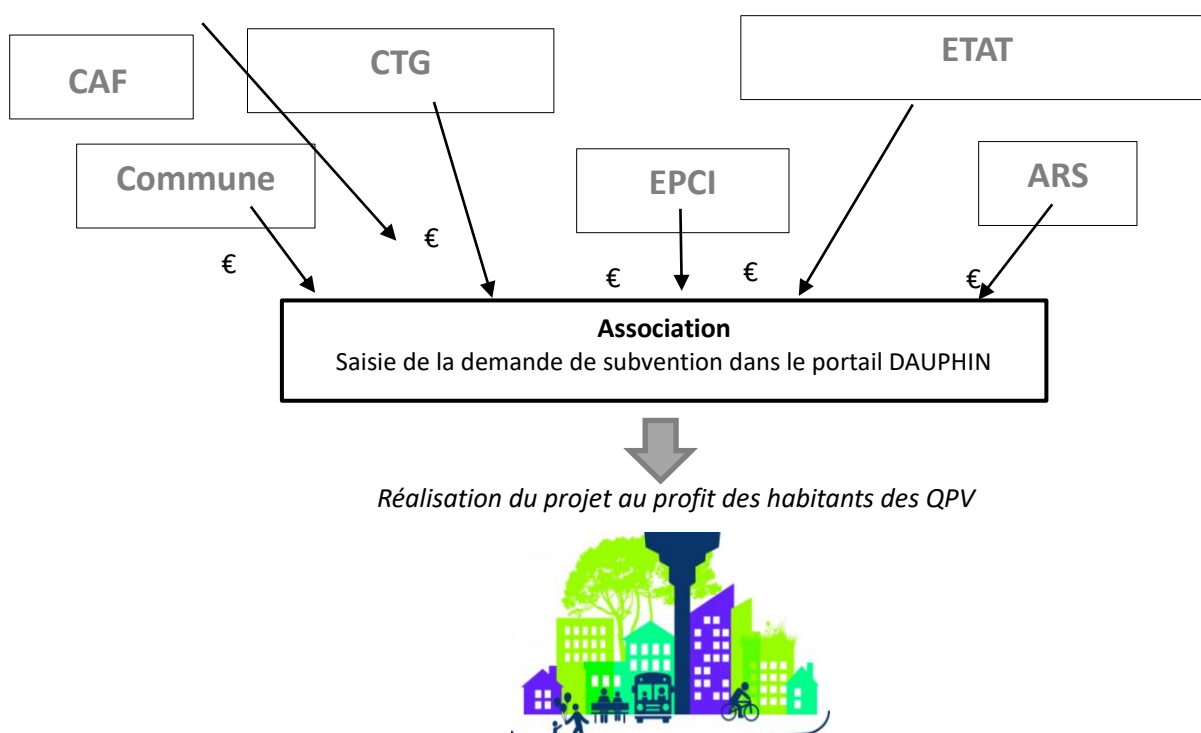 CAF
CTG
ETAT
Commune
EPCI
ARS
€
€
€
€
€
Association
Saisie de la demande de subvention dans le portail DAUPHIN
Réalisation du projet au profit des habitants des QPV